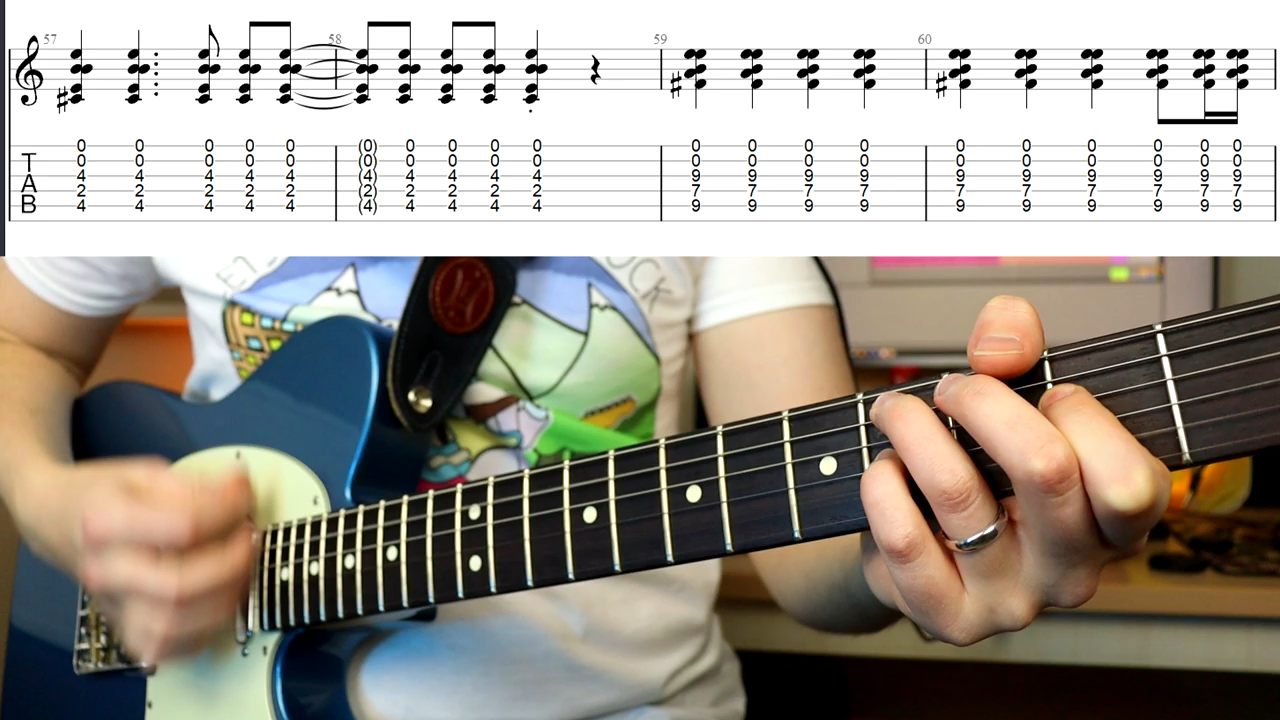 57 58 59 60
T 0 0 0 0 0 (0) 0 0 0 0 0 0 0 0 0 0 0 0 0 0
0 0 0 0 0 (0) 0 0 0 0 0 0 0 0 0 0 0 0 0 0
A 4 4 4 4 4 (4) 4 4 4 4 9 9 9 9 9 9 9 9 9 9
2 2 2 2 2 (2) 2 2 2 2 7 7 7 7 7 7 7 7 7 7
B 4 4 4 4 4 (4) 4 4 4 4 9 9 9 9 9 9 9 9 9 9
OCK